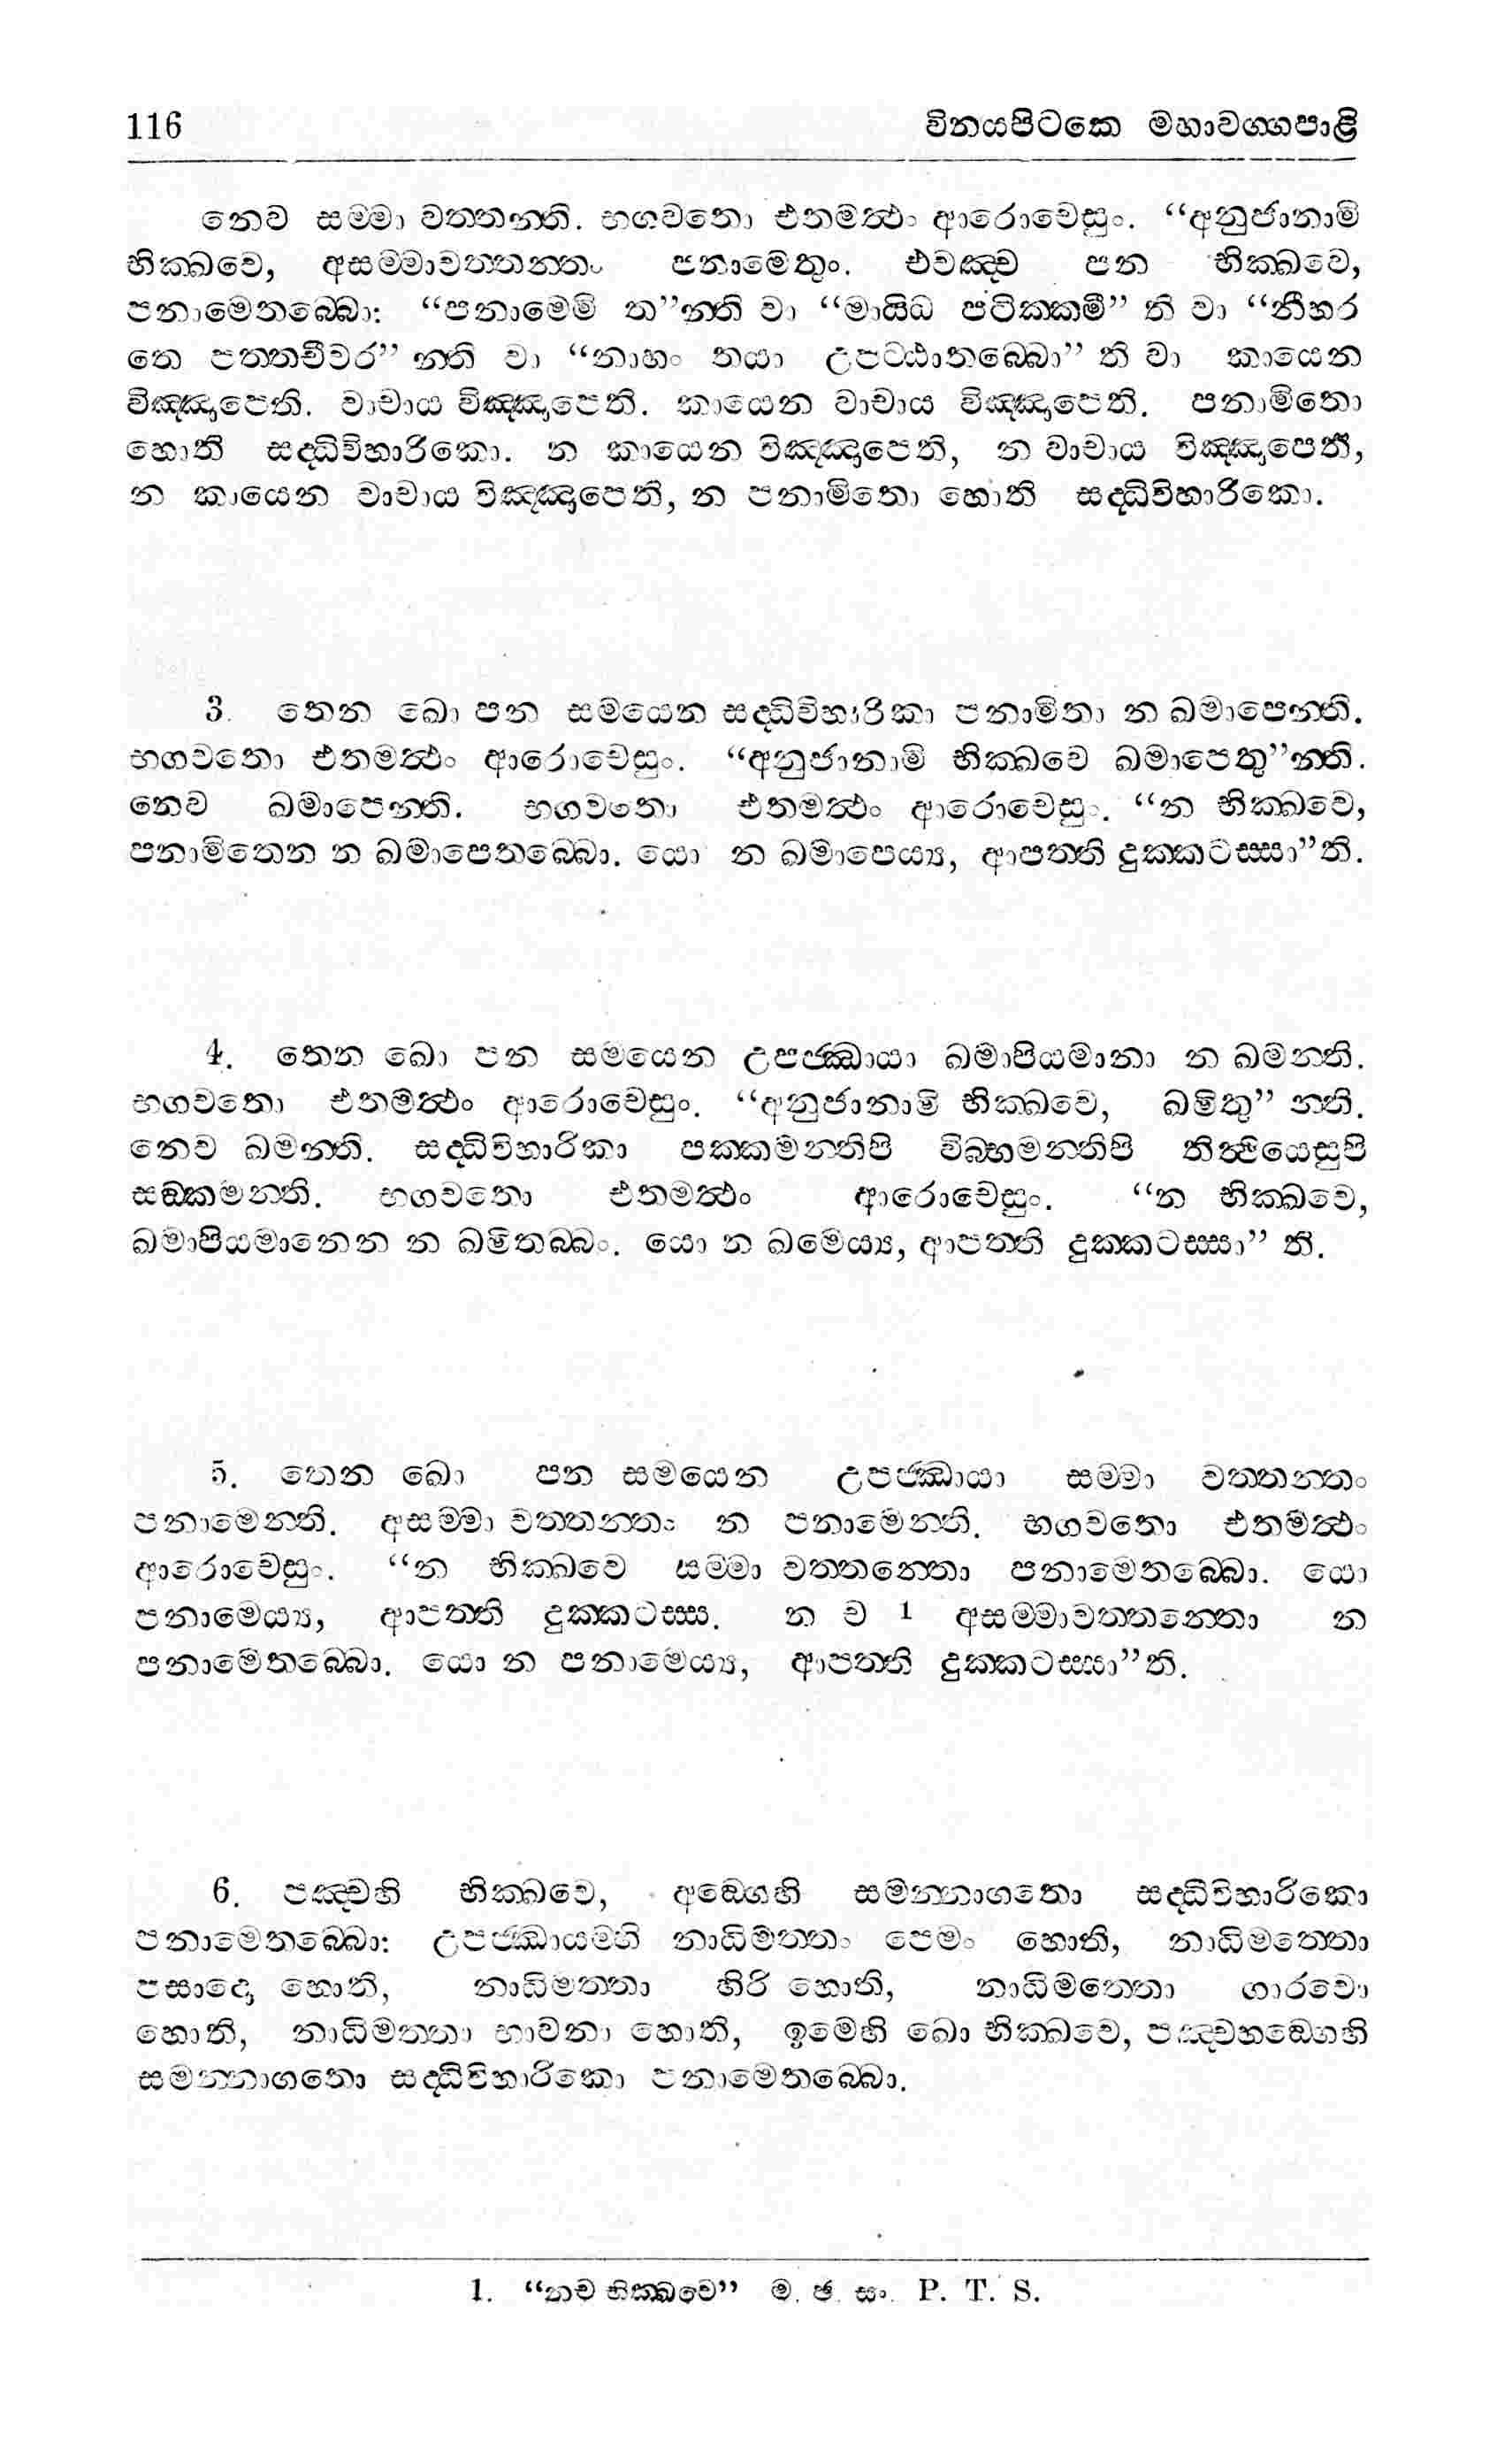 116 විනයපිටකෙ මහාවග්ගපාළි
නෙව සම්මා වත්තන්ති. භගවතො එතමත්ථං ආරොචෙසුං. “අනුජානාමි
භික්ඛවෙ, අසම්මාවත්තන්තං පනාමෙතුං. එවඤ්ච පන භික්ඛවෙ,
පනාමෙතබ්බො: “පනාමෙමි ත”න්ති වා “මායිධ පටික්කමී” ති වා “නීහර
තෙ පත්තචීවර” න්ති වා “නාහං තයා උපට්ඨාතබ්බො” ති වා කායෙන
විඤ්ඤාපෙති. වාචාය විඤ්ඤාපෙති. කායෙන වාචාය විඤ්ඤාපෙති. පනාමිතො
හොති සද්ධිවිහාරිකො. න කායෙන විඤ්ඤාපෙති, න වාචාය විඤ්ඤාපෙති,
න කායෙන වාචාය විඤ්ඤාපෙති, න පනාමිතො හොති සද්ධිවිහාරිකො.
3. තෙන ඛො පන සමයෙන සද්ධිවිහාරිකා පනාමිතා න ඛමාපෙන්ති.
භගවතො එතමත්ථං ආරොචෙසුං. “අනුජානාමි භික්ඛවෙ ඛමාපෙතු”න්ති.
නෙව ඛමාපෙන්ති. භගවතො එතමත්ථං ආරොචෙසුං. “න භික්ඛවෙ,
පනාමිතෙන න ඛමාපෙතබ්බො. යො න ඛමාපෙය්‍ය, ආපත්ති දුක්කටස්සා”ති.
4. තෙන ඛො පන සමයෙන උපජ්ඣායා ඛමාපියමානා න ඛමන්ති.
භගවතො එතමත්ථං ආරොචෙසුං. “අනුජානාමි භික්ඛවෙ, ඛමිතු” න්ති.
නෙව ඛමන්ති. සද්ධිවිහාරිකා පක්කමන්තිපි විබ්භමන්තිපි තිත්ථියෙසුපි
සඞ්කමන්ති. භගවතො එතමත්ථං ආරොචෙසුං. “න භික්ඛවෙ,
ඛමාපියමානෙන න ඛමිතබ්බං. යො න ඛමෙය්‍ය, ආපත්ති දුක්කටස්සා” ති.
5. තෙන ඛො පන සමයෙන උපජ්ඣායා සම්මා වත්තන්තං
පනාමෙන්ති. අසම්මා වත්තන්තං න පනාමෙන්ති. භගවතො එතමත්ථං
ආරොචෙසුං. “න භික්ඛවෙ සම්මා වත්තන්තො පනාමෙතබ්බො. යො
පනාමෙය්‍ය, ආපත්ති දුක්කටස්ස. න ච 1 අසම්මාවත්තන්තො න
පනාමෙතබ්බො. යො න පනාමෙය්‍ය, ආපත්ති දුක්කටස්සා”ති.
6. පඤ්චහි භික්ඛවෙ, අඞ්ගෙහි සමන්නාගතො සද්ධිවිහාරිකො
පනාමෙතබ්බො: උපජ්ඣායම්හි නාධිමත්තං පෙමං හොති, නාධිමත්තො
පසාදො හොති, නාධිමත්තා හිරි හොති, නාධිමත්තො ගාරවො
හොති, නාධිමත්තා භාවනා හොති, ඉමෙහි ඛො භික්ඛවෙ, පඤ්චහඞ්ගෙහි
සමන්නාගතො සද්ධිවිහාරිකො පනාමෙතබ්බො.
1. “නච භික්ඛවෙ” ම. ඡ. සං. P. T. S.